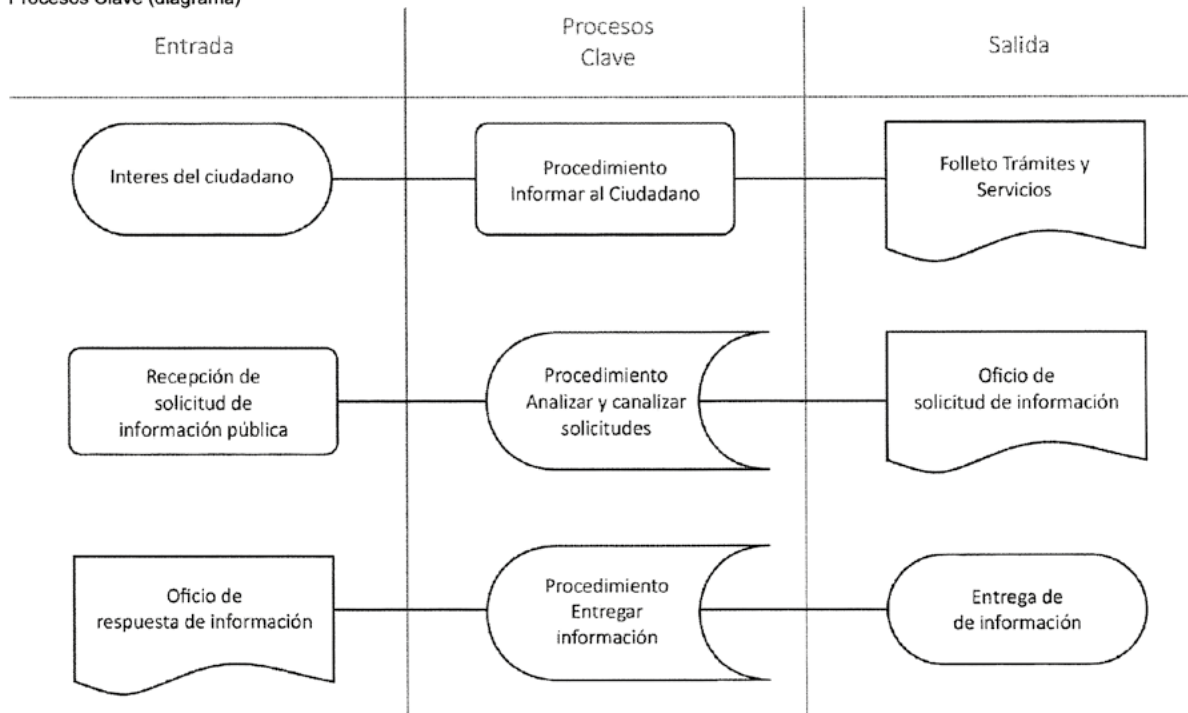 Procesos Clave (diagrama)
Entrada
Procesos
Clave
Salida
Interes del ciudadano
Procedimiento
Informar al Ciudadano
Folleto Trámites y
Servicios
Recepción de
solicitud de
información pública
Procedimiento
Analizar y canalizar
solicitudes
Oficio de
solicitud de información
Oficio de
respuesta de información
Procedimiento
Entregar
información
Entrega de
de información